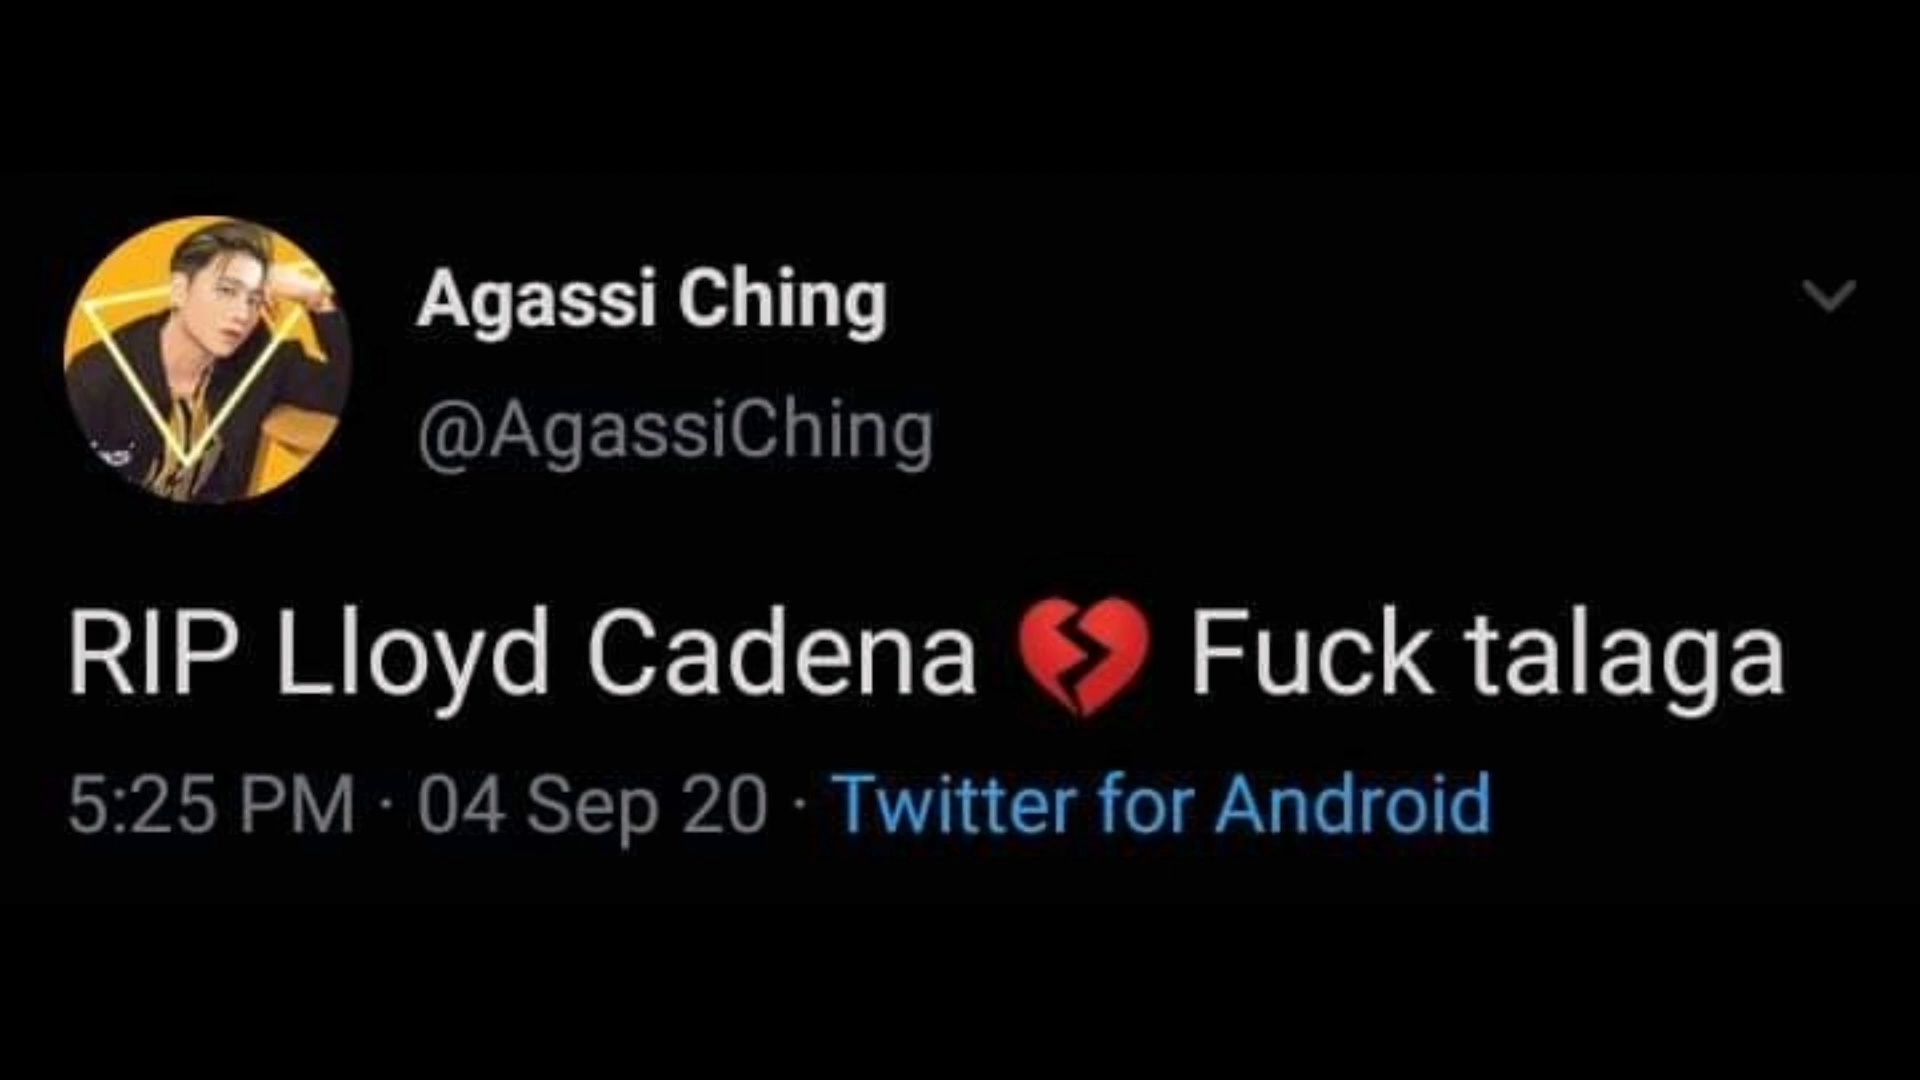 Agassi Ching
@AgassiChing
RIP Lloyd Cadena 💔 Fuck talaga
5:25 PM · 04 Sep 20 · Twitter for Android